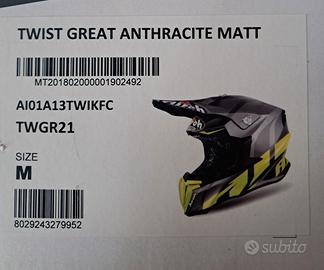 TWIST GREAT ANTHRACITE MATT
MT201802000001902492
AI01A13TWIKFC
TWGR21
SIZE
M
8029243279952
subito